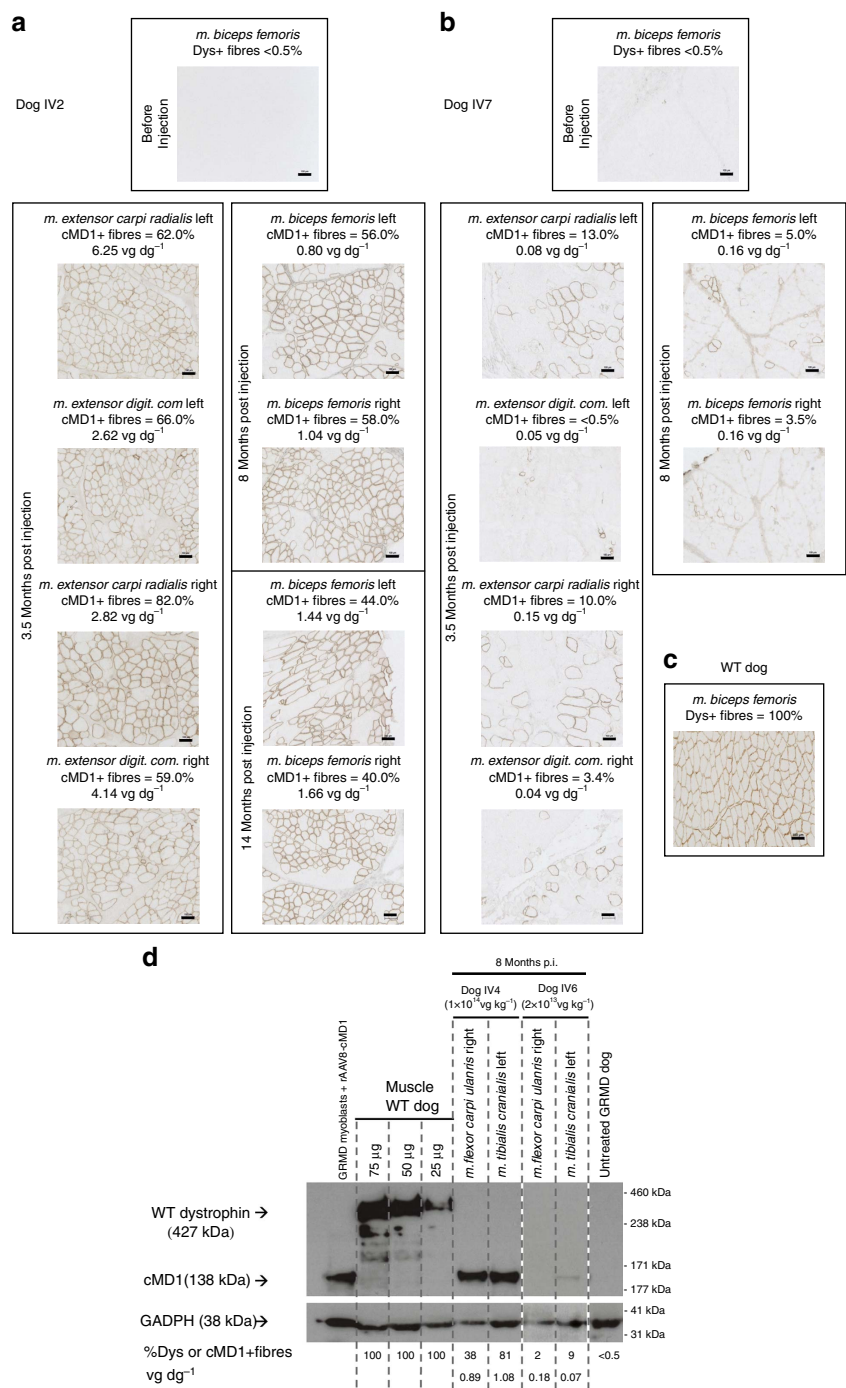 a
m. biceps femoris
Dys+ fibres <0.5%
Dog IV2
Before
Injection
3.5 Months post injection
m. extensor carpi radialis left
cMD1+ fibres = 62.0%
6.25 vg dg⁻¹
m. extensor digit. com left
cMD1+ fibres = 66.0%
2.62 vg dg⁻¹
m. extensor carpi radialis right
cMD1+ fibres = 82.0%
2.82 vg dg⁻¹
m. extensor digit. com. right
cMD1+ fibres = 59.0%
4.14 vg dg⁻¹
8 Months post injection
m. biceps femoris left
cMD1+ fibres = 56.0%
0.80 vg dg⁻¹
m. biceps femoris right
cMD1+ fibres = 58.0%
1.04 vg dg⁻¹
14 Months post injection
m. biceps femoris left
cMD1+ fibres = 44.0%
1.44 vg dg⁻¹
m. biceps femoris right
cMD1+ fibres = 40.0%
1.66 vg dg⁻¹
b
m. biceps femoris
Dys+ fibres <0.5%
Dog IV7
Before
Injection
3.5 Months post injection
m. extensor carpi radialis left
cMD1+ fibres = 13.0%
0.08 vg dg⁻¹
m. extensor digit. com. left
cMD1+ fibres = <0.5%
0.05 vg dg⁻¹
m. extensor carpi radialis right
cMD1+ fibres = 10.0%
0.15 vg dg⁻¹
m. extensor digit. com. right
cMD1+ fibres = 3.4%
0.04 vg dg⁻¹
8 Months post injection
m. biceps femoris left
cMD1+ fibres = 5.0%
0.16 vg dg⁻¹
m. biceps femoris right
cMD1+ fibres = 3.5%
0.16 vg dg⁻¹
c
WT dog
m. biceps femoris
Dys+ fibres = 100%
d
8 Months p.i.
Dog IV4
(1×10¹⁴vg kg⁻¹)
Dog IV6
(2×10¹³vg kg⁻¹)
GRMD myoblasts + rAAV8-cMD1
Muscle
WT dog
75 µg
50 µg
25 µg
m.flexor carpi ulanris right
m. tibialis cranialis left
m.flexor carpi ulanris right
m. tibialis cranialis left
Untreated GRMD dog
WT dystrophin →
(427 kDa)
cMD1(138 kDa) →
GADPH (38 kDa)→
- 460 kDa
- 238 kDa
- 171 kDa
- 177 kDa
- 41 kDa
- 31 kDa
%Dys or cMD1+fibres 100 100 100 38 81 2 9 <0.5
vg dg⁻¹ 0.89 1.08 0.18 0.07